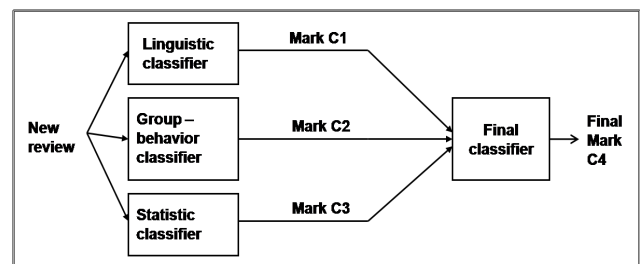 Linguistic
classifier
Mark C1
New
review
Group –
behavior
classifier
Mark C2
Final
classifier
Final
Mark
C4
Statistic
classifier
Mark C3